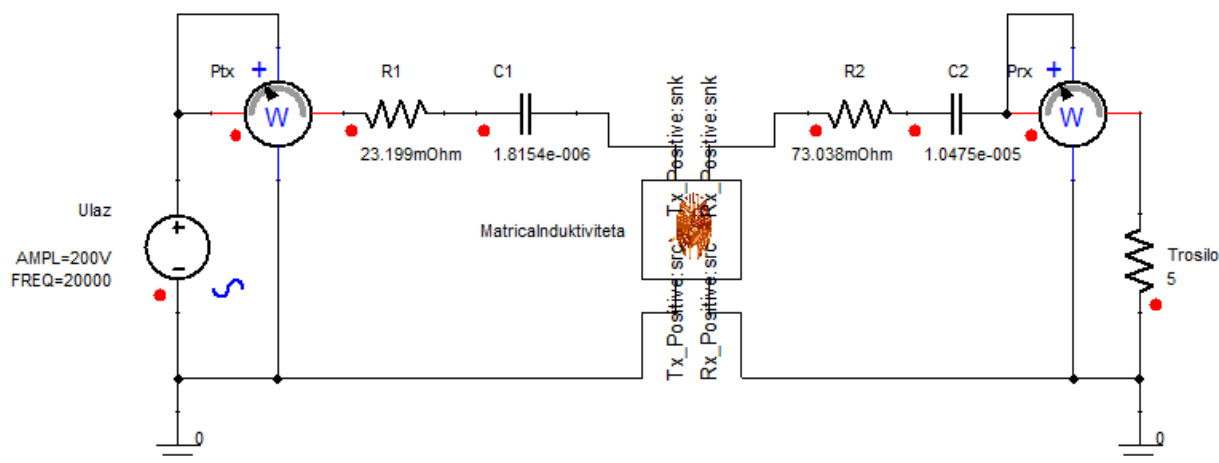 Ptx
+
W
R1
23.199mOhm
C1
1.8154e-006
Ulaz
+
AMPL=200V
FREQ=20000
0
Tx_Positive:snk
Rx_Positive:snk
MatricaInduktiviteta
Tx_Positive:src
Rx_Positive:src
R2
73.038mOhm
C2
1.0475e-005
Prx
+
W
Trosilo
5
0